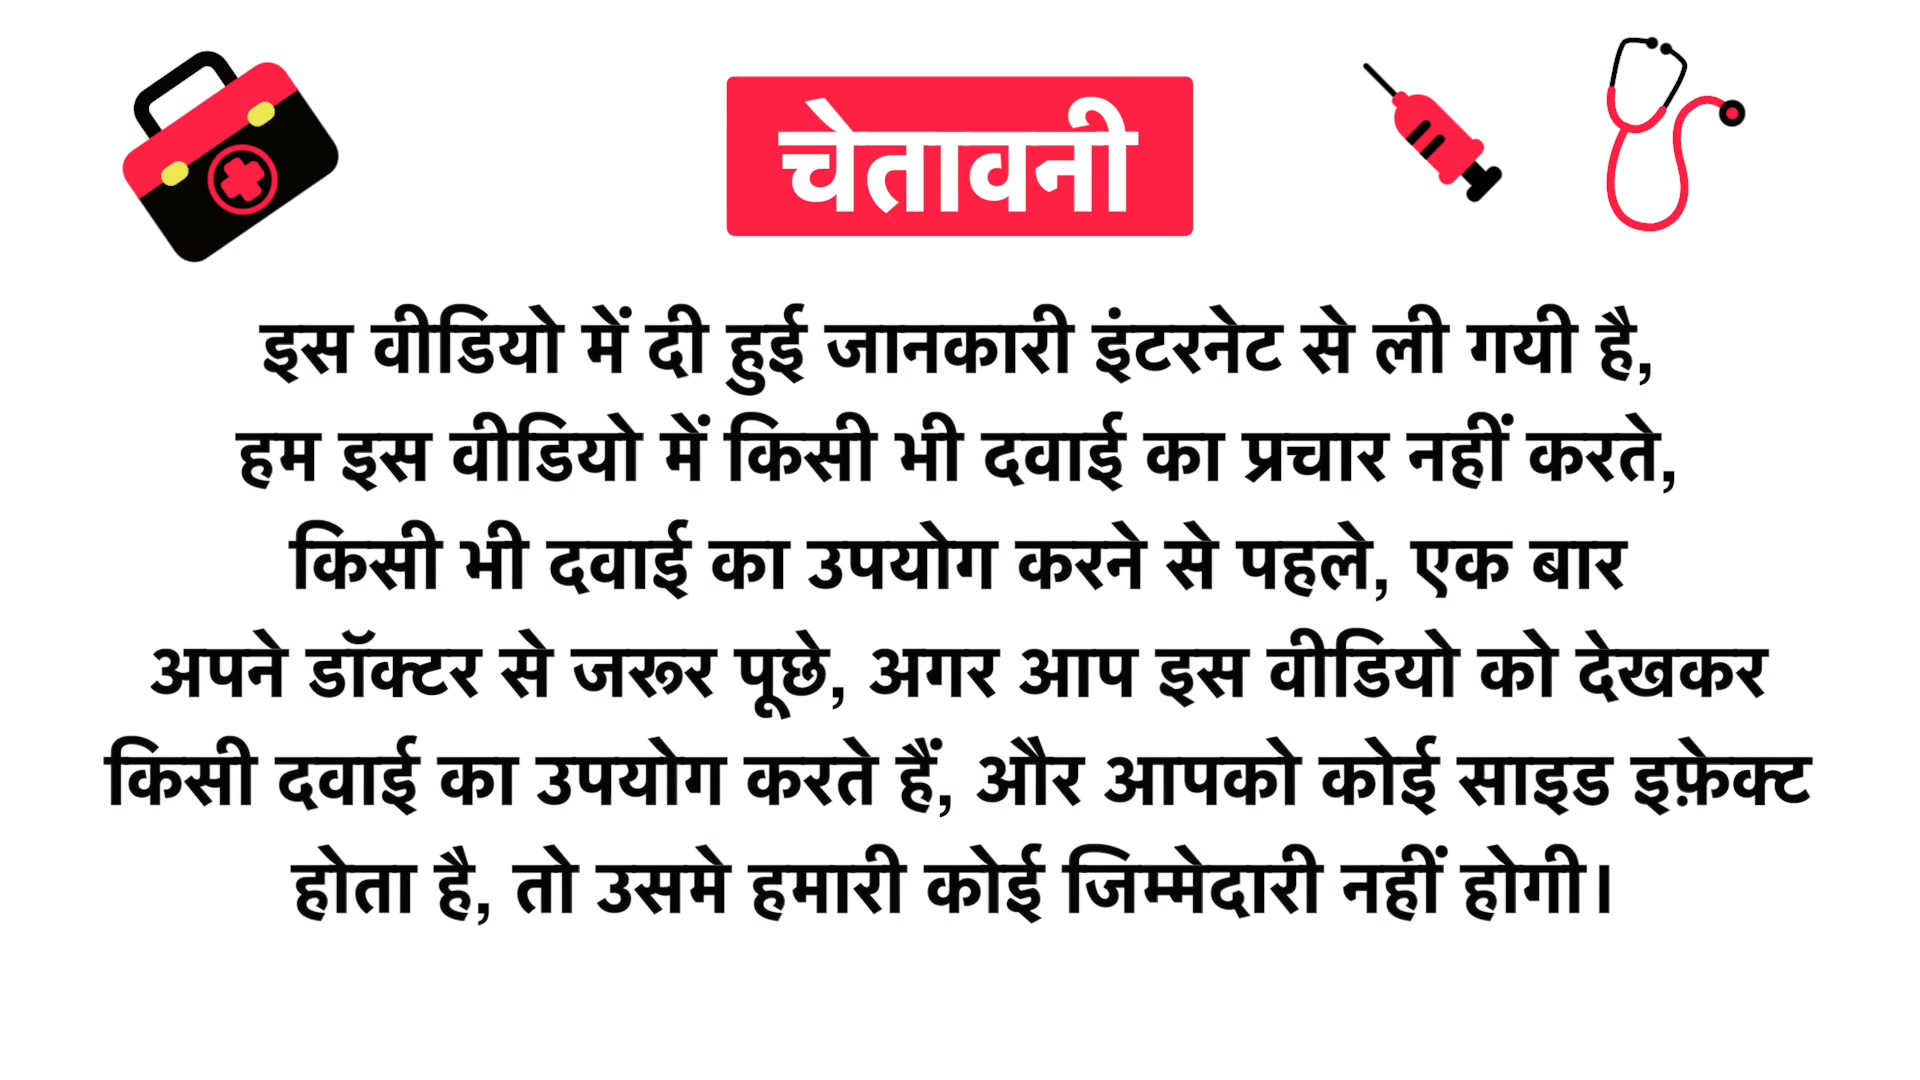 चेतावनी
इस वीडियो में दी हुई जानकारी इंटरनेट से ली गयी है,
हम इस वीडियो में किसी भी दवाई का प्रचार नहीं करते,
किसी भी दवाई का उपयोग करने से पहले, एक बार
अपने डॉक्टर से जरूर पूछे, अगर आप इस वीडियो को देखकर
किसी दवाई का उपयोग करते हैं, और आपको कोई साइड इफ़ेक्ट
होता है, तो उसमे हमारी कोई जिम्मेदारी नहीं होगी।